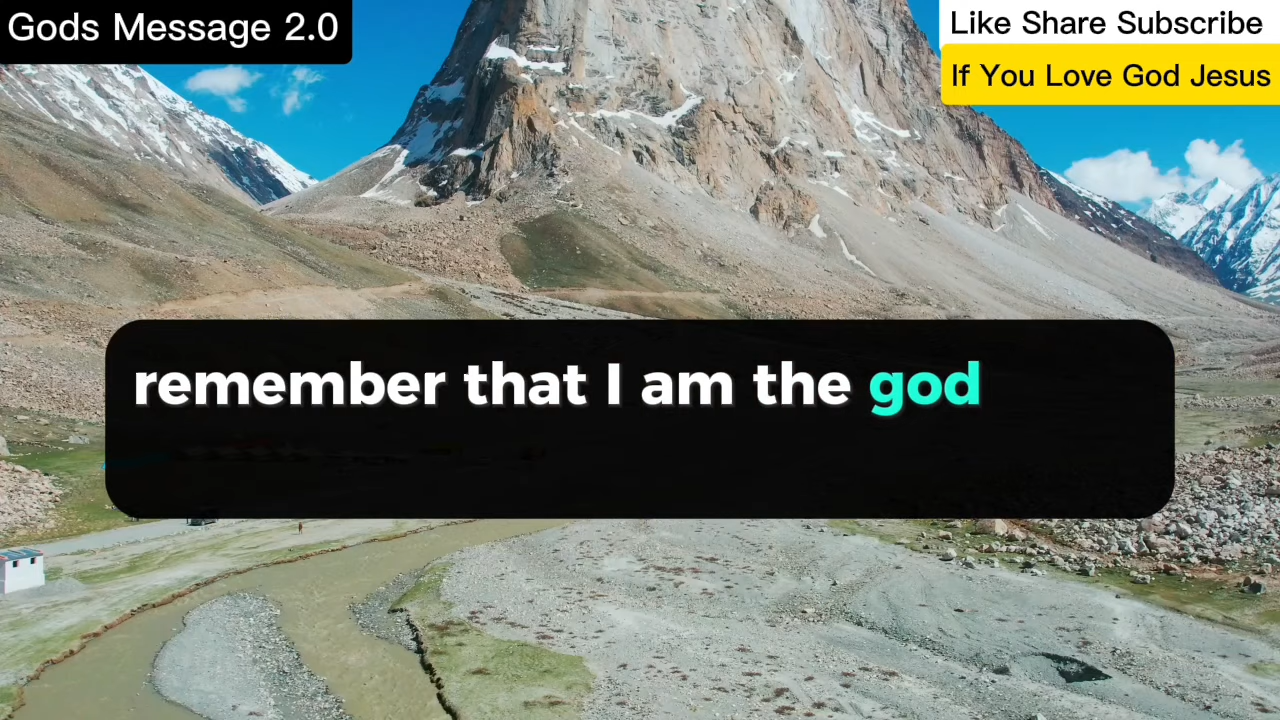 Gods Message 2.0
Like Share Subscribe
If You Love God Jesus
remember that I am the god